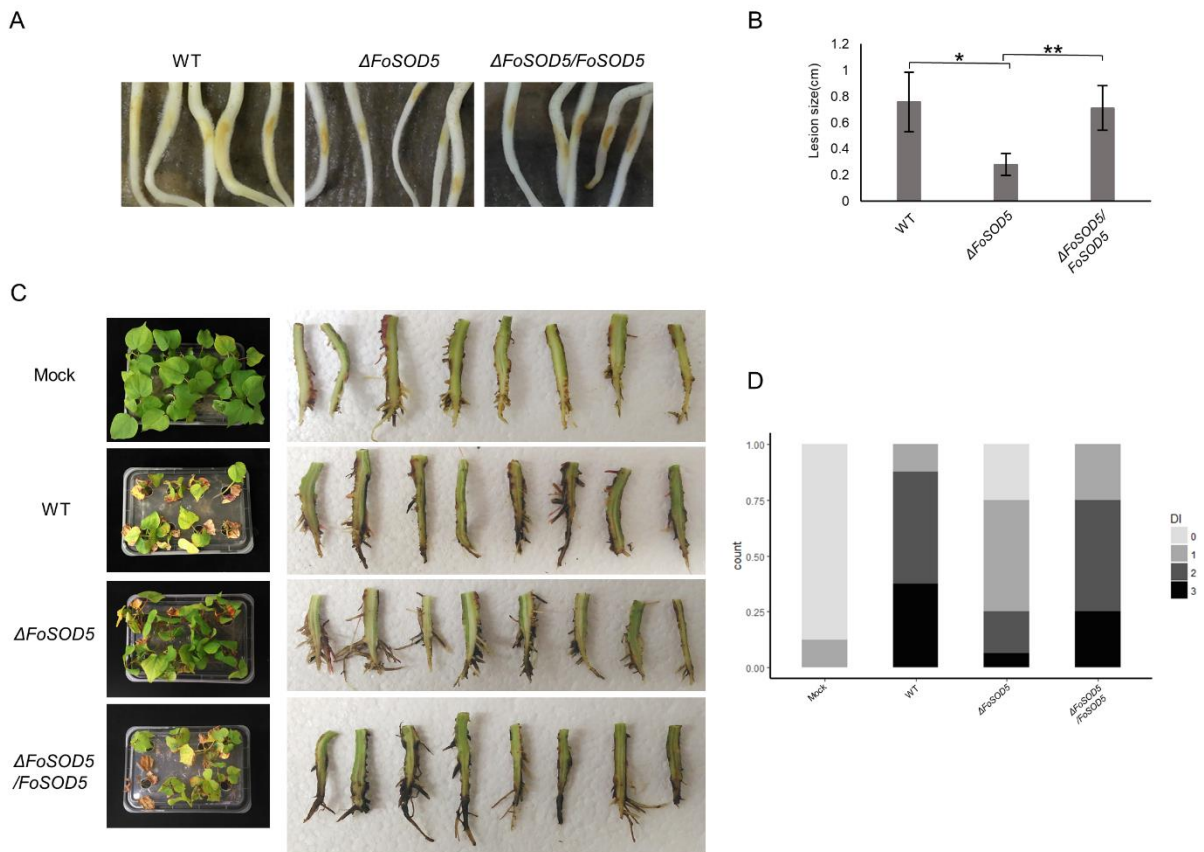 A
WT
ΔFoSOD5
ΔFoSOD5/FoSOD5
B
Lesion size(cm)
1.2
1
0.8
0.6
0.4
0.2
0
*
**
WT
ΔFoSOD5
ΔFoSOD5/
FoSOD5
C
Mock
WT
ΔFoSOD5
ΔFoSOD5
/FoSOD5
D
count
1.00
0.75
0.50
0.25
0.00
Mock
WT
ΔFoSOD5
ΔFoSOD5
/FoSOD5
DI
0
1
2
3